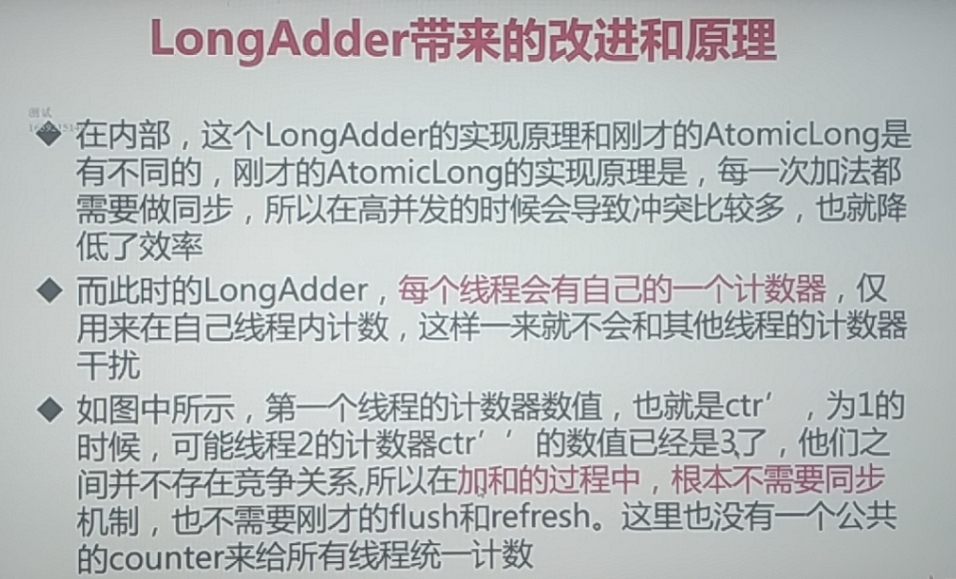 LongAdder带来的改进和原理
测试
◆ 在内部，这个LongAdder的实现原理和刚才的AtomicLong是
有不同的，刚才的AtomicLong的实现原理是，每一次加法都
需要做同步，所以在高并发的时候会导致冲突比较多，也就降
低了效率
◆ 而此时的LongAdder，每个线程会有自己的一个计数器，仅
用来在自己线程内计数，这样一来就不会和其他线程的计数器
干扰
◆ 如图中所示，第一个线程的计数器数值，也就是ctr’，为1的
时候，可能线程2的计数器ctr’’的数值已经是3了，他们之
间并不存在竞争关系,所以在加和的过程中，根本不需要同步
机制，也不需要刚才的flush和refresh。这里也没有一个公共
的counter来给所有线程统一计数